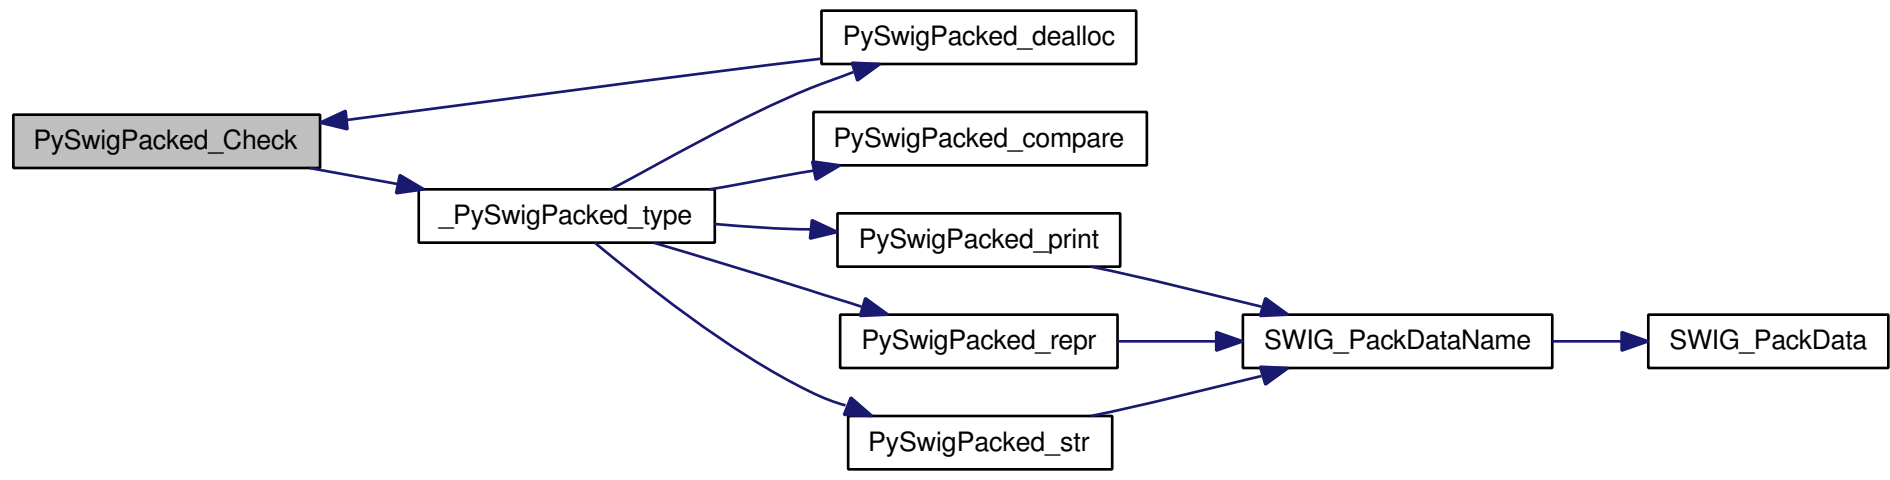 PySwigPacked_dealloc
PySwigPacked_compare
PySwigPacked_Check
_PySwigPacked_type
PySwigPacked_print
PySwigPacked_repr
SWIG_PackDataName
SWIG_PackData
PySwigPacked_str